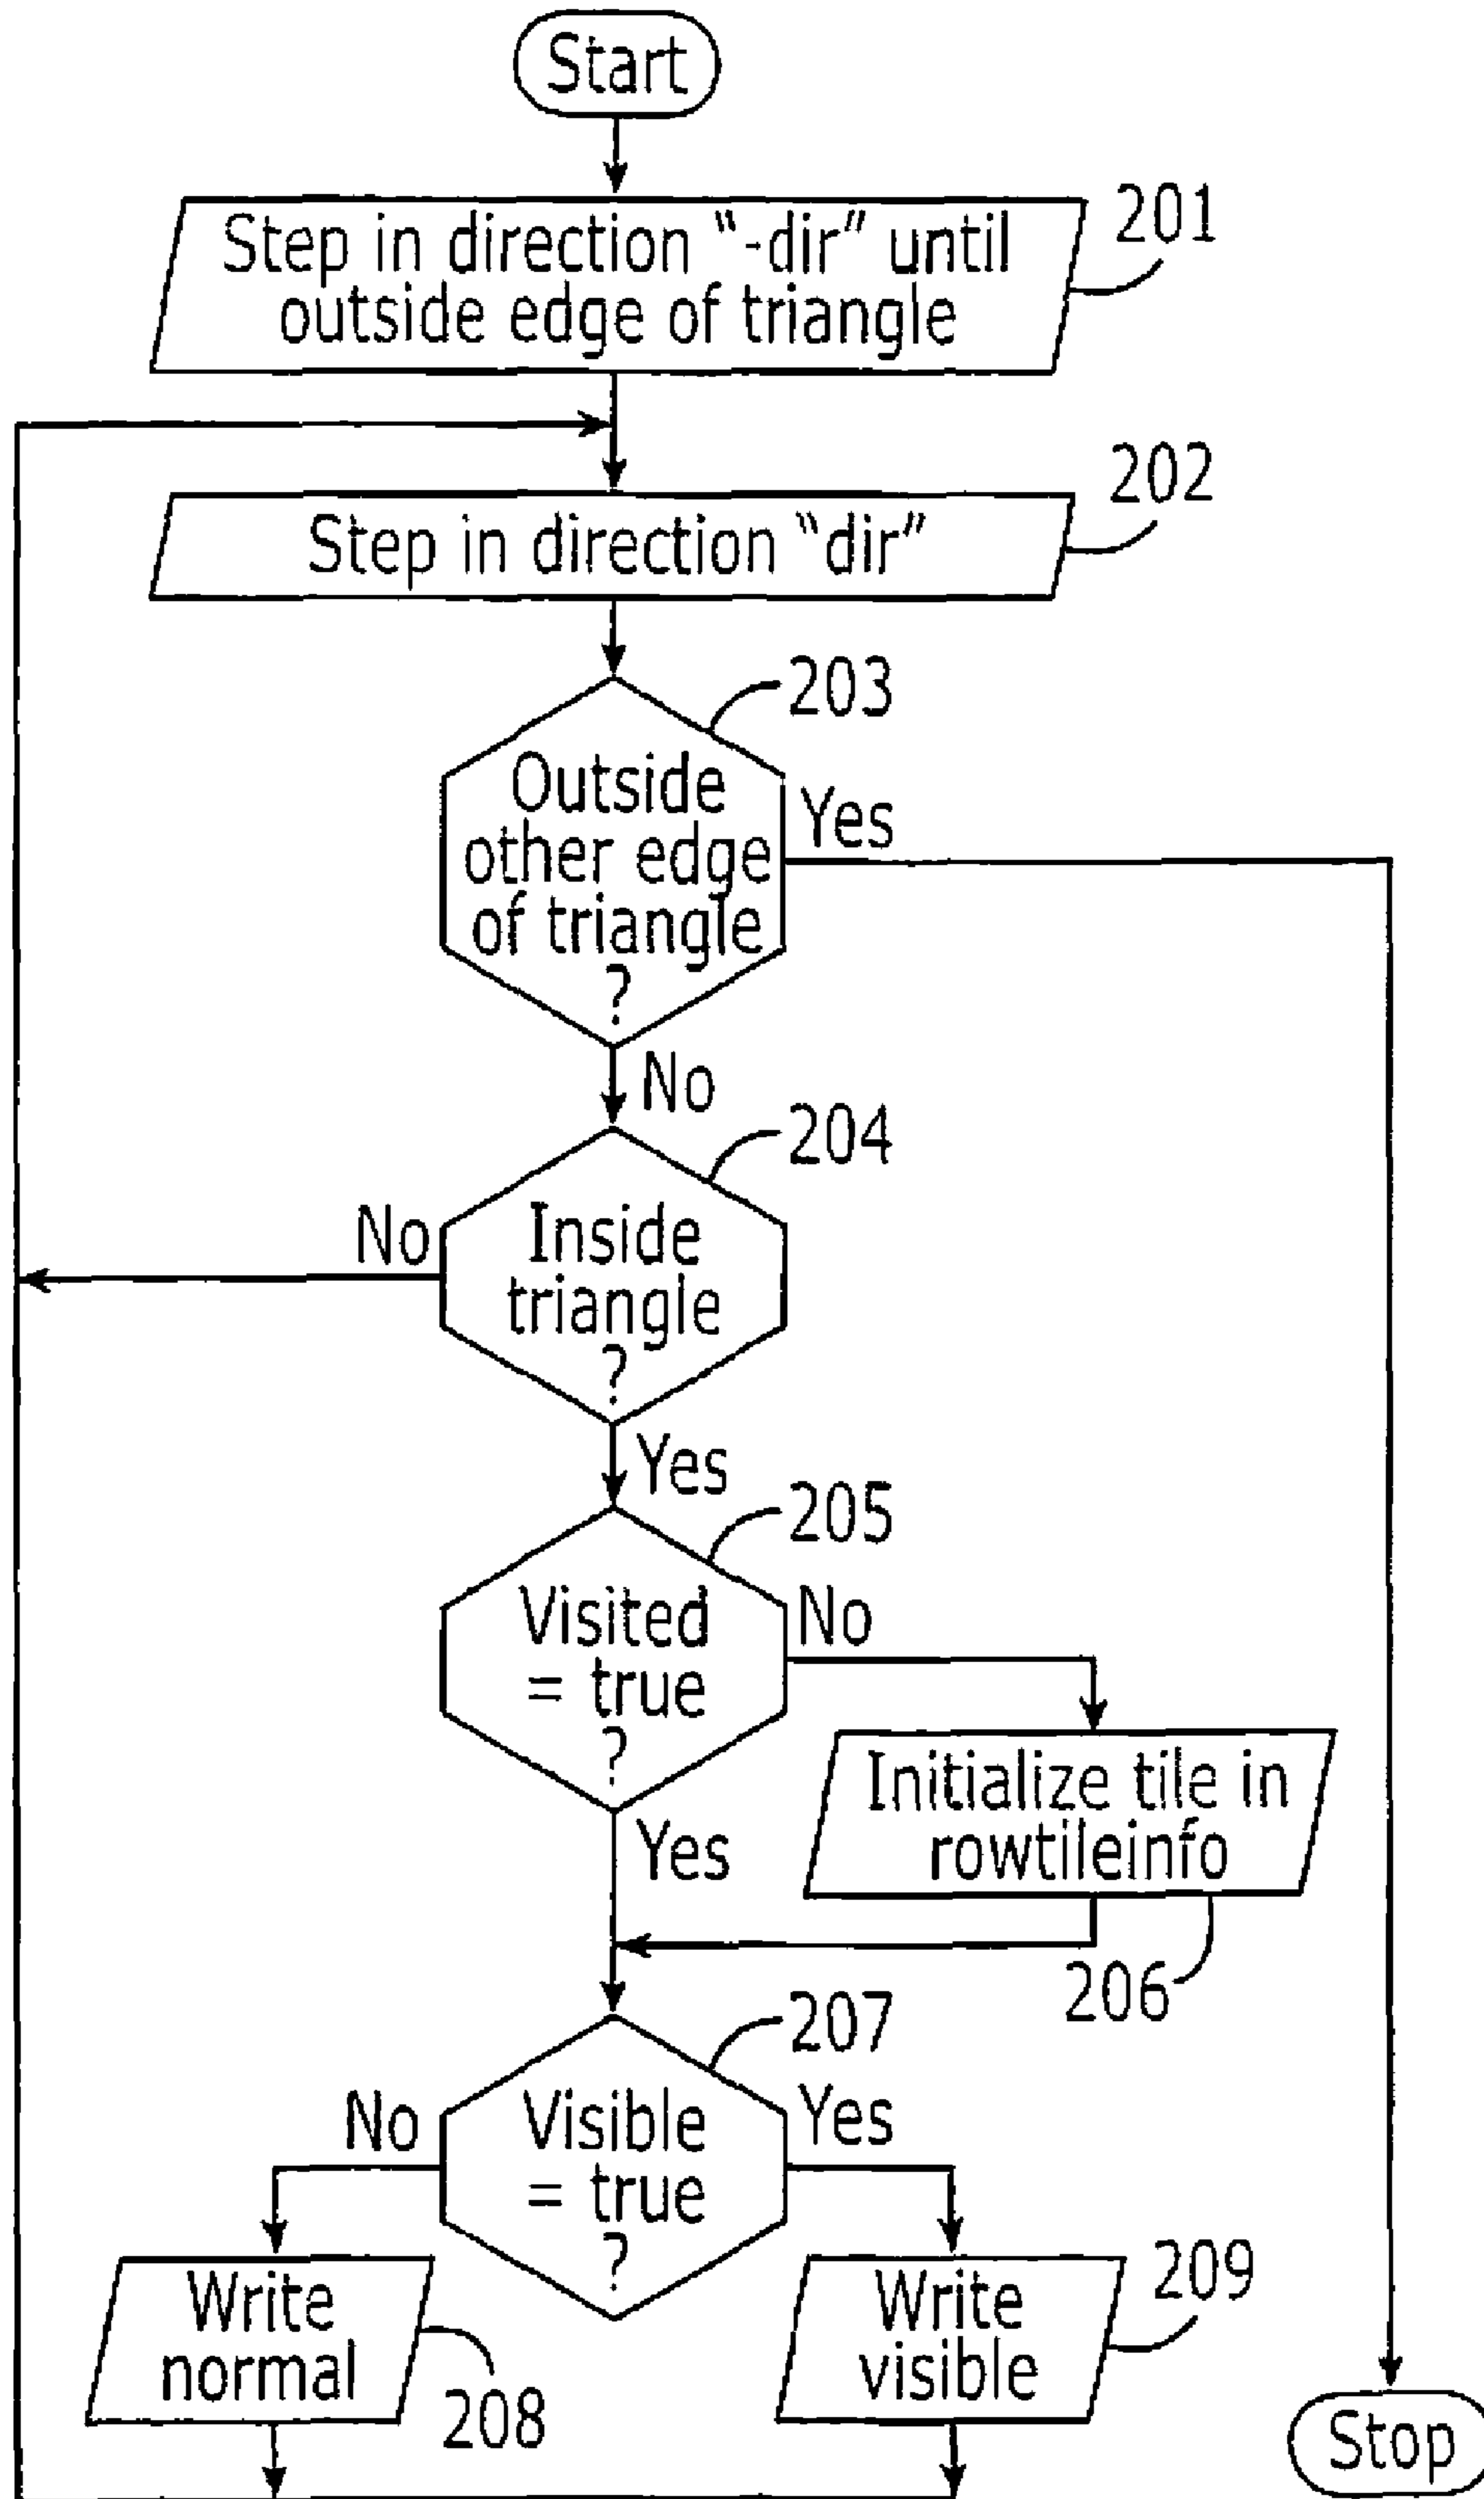 Start
Step in direction "-dir" until
outside edge of triangle
201
Step in direction "dir"
202
203
Outside
other edge
of triangle
?
Yes
No
204
Inside
triangle
?
No
Yes
205
Visited
= true
?
No
Yes
Initialize tile in
rowtileinfo
206
207
Visible
= true
?
No
Yes
Write
normal
208
Write
visible
209
Stop